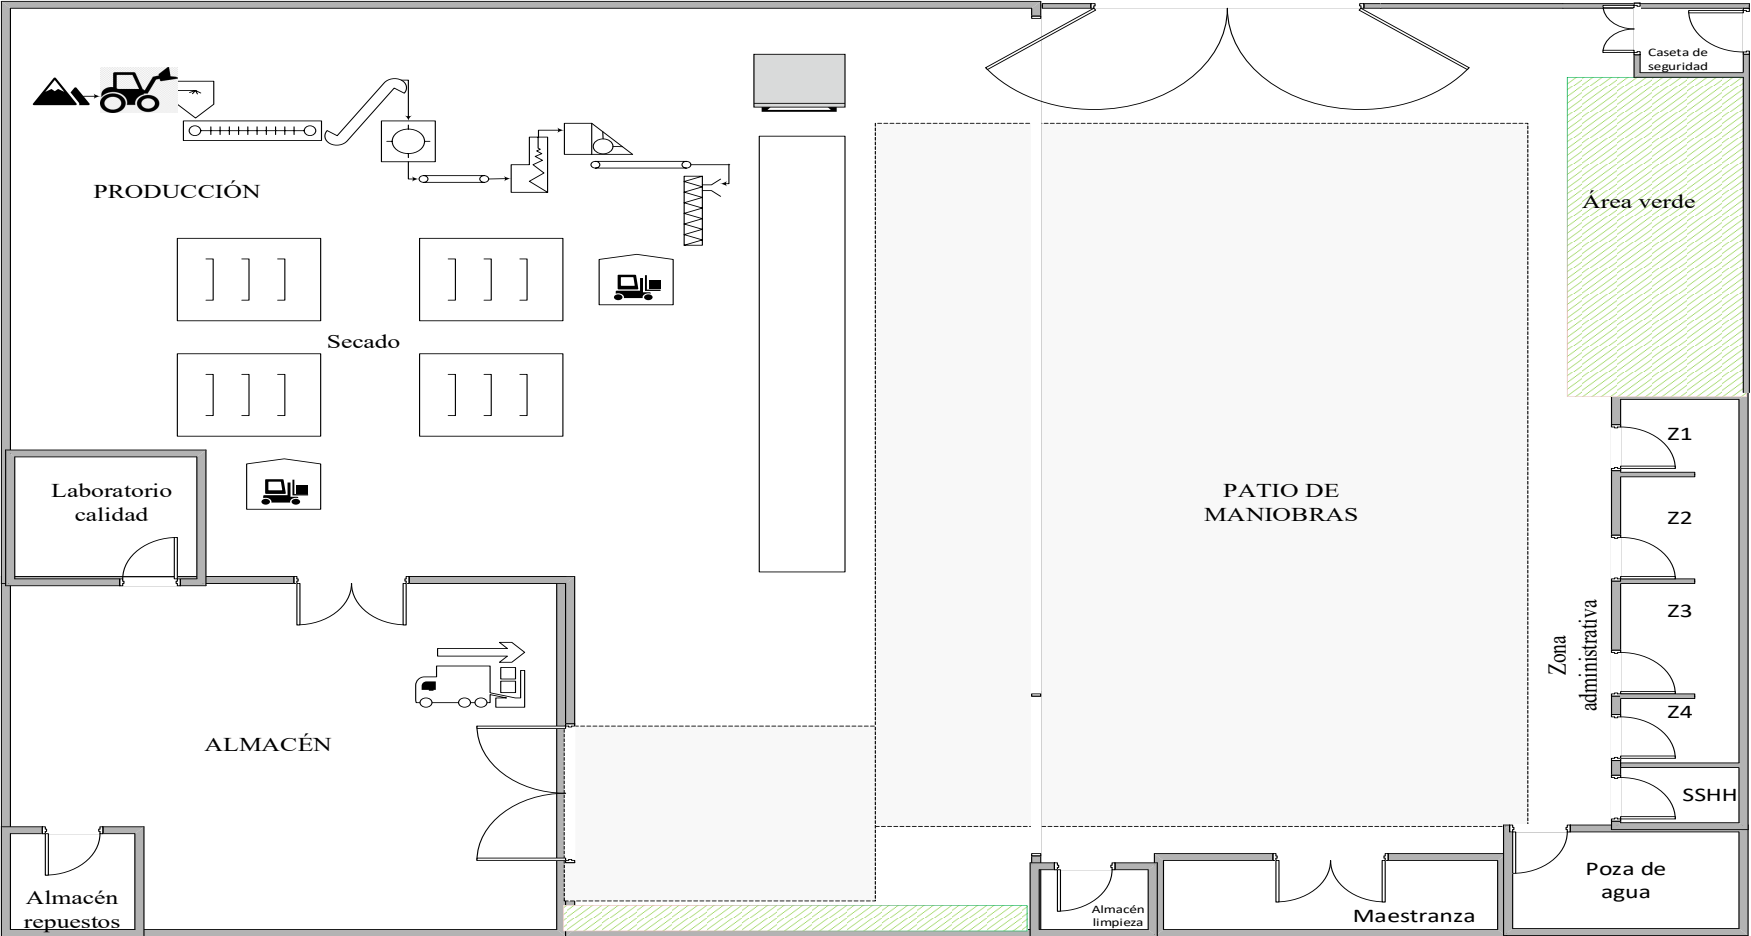 Caseta de
seguridad
PRODUCCIÓN
Área verde
Secado
Z1
Laboratorio
calidad
PATIO DE
MANIOBRAS
Z2
Z3
Zona
administrativa
Z4
ALMACÉN
SSHH
Poza de
agua
Almacén
repuestos
Almacén
limpieza
Maestranza